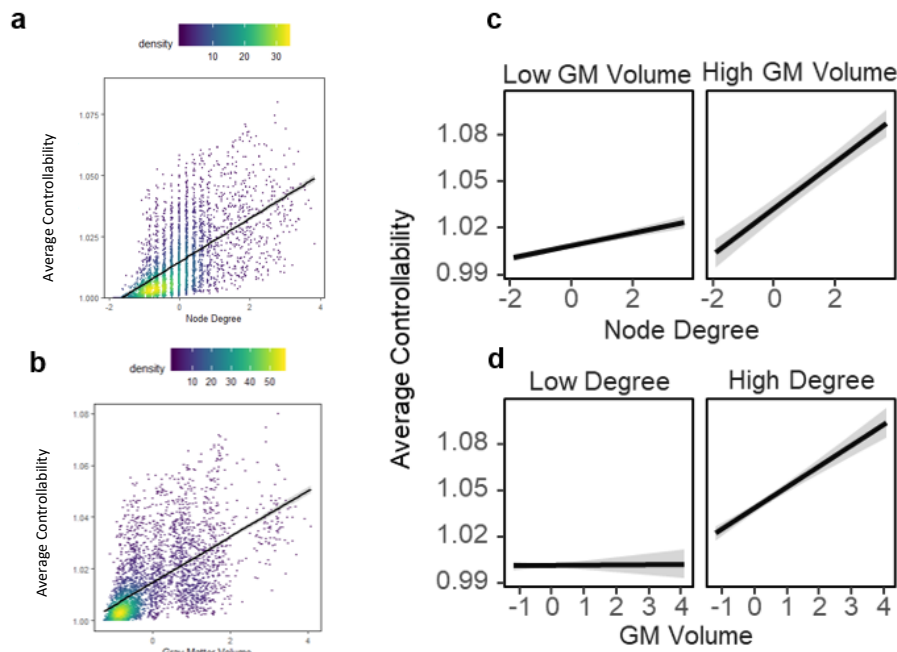 a
density
10 20 30
Average Controllability
1.075
1.050
1.025
1.000
-2 0 2 4
Node Degree
b
density
10 20 30 40 50
Average Controllability
1.08
1.06
1.04
1.02
1.00
0 2 4
Average Controllability
c
Low GM Volume High GM Volume
1.08
1.05
1.02
0.99
-2 0 2 -2 0 2
Node Degree
d
Low Degree High Degree
1.08
1.05
1.02
0.99
-1 0 1 2 3 4 -1 0 1 2 3 4
GM Volume